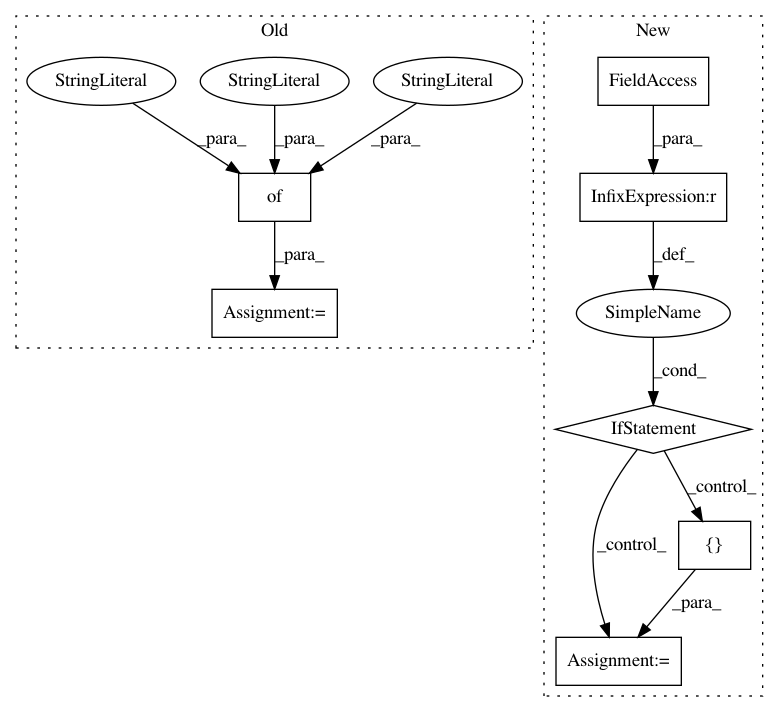 Old
New
StringLiteral
StringLiteral
StringLiteral
FieldAccess
_para_
_para_
_para_
_para_
of
InfixExpression:r
_para_
_def_
Assignment:=
SimpleName
_cond_
IfStatement
_control_
_control_
{}
_para_
Assignment:=